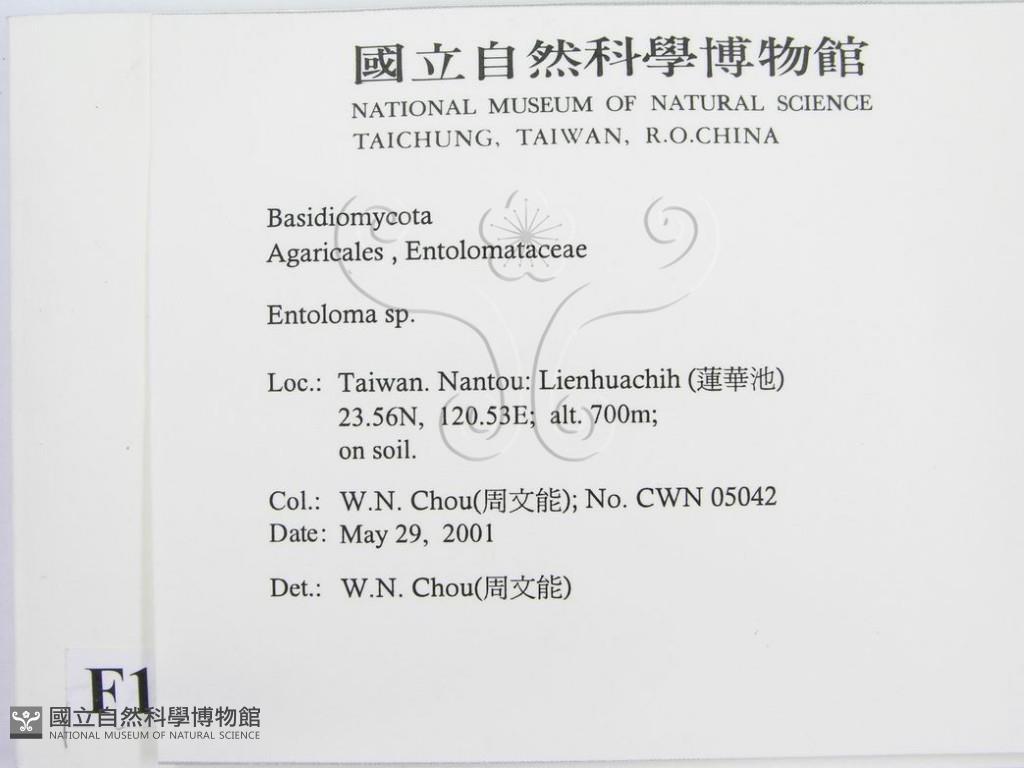 國立自然科學博物館
NATIONAL MUSEUM OF NATURAL SCIENCE
TAICHUNG, TAIWAN, R.O.CHINA
Basidiomycota
Agaricales , Entolomataceae
Entoloma sp.
Loc.: Taiwan. Nantou: Lienhuachih (蓮華池)
23.56N, 120.53E; alt. 700m;
on soil.
Col.: W.N. Chou(周文能); No. CWN 05042
Date: May 29, 2001
Det.: W.N. Chou(周文能)
F1
國立自然科學博物館
NATIONAL MUSEUM OF NATURAL SCIENCE